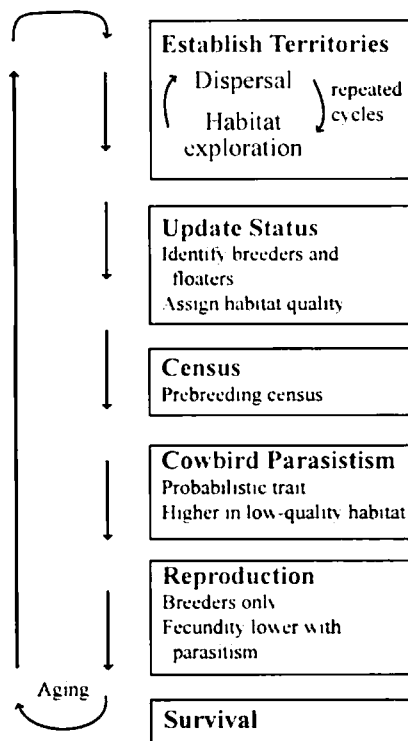 Establish Territories
Dispersal
repeated
cycles
Habitat
exploration
Update Status
Identify breeders and
floaters
Assign habitat quality
Census
Prebreeding census
Cowbird Parasistism
Probabilistic trait
Higher in low-quality habitat
Reproduction
Breeders only
Fecundity lower with
parasitism
Aging
Survival